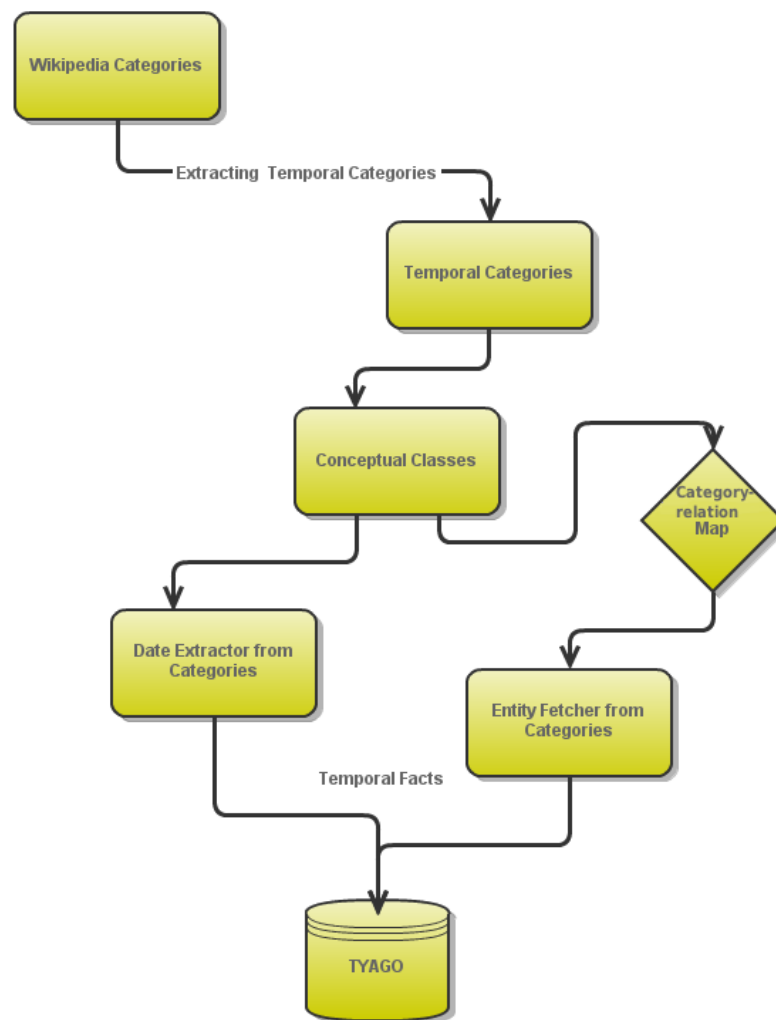 Wikipedia Categories
Extracting Temporal Categories
Temporal Categories
Conceptual Classes
Category-
relation
Map
Date Extractor from
Categories
Entity Fetcher from
Categories
Temporal Facts
TYAGO